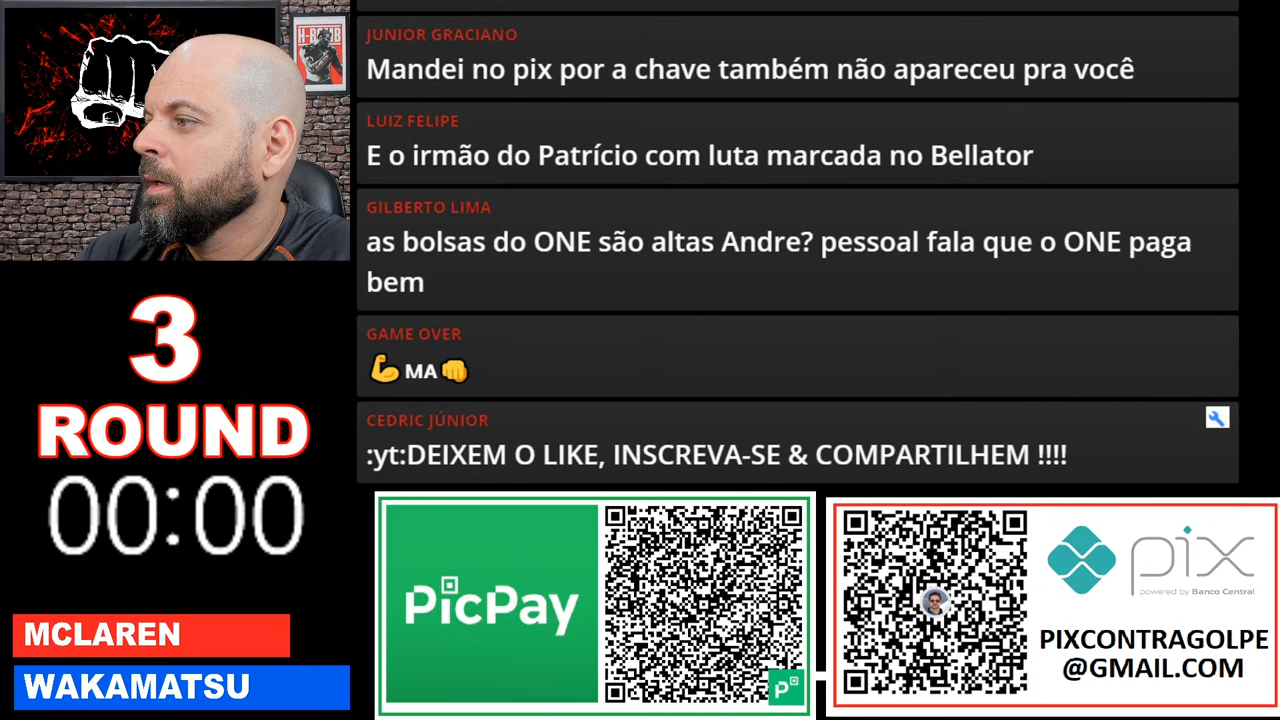 H-BOMB
JUNIOR GRACIANO
Mandei no pix por a chave também não apareceu pra você
LUIZ FELIPE
E o irmão do Patrício com luta marcada no Bellator
GILBERTO LIMA
as bolsas do ONE são altas Andre? pessoal fala que o ONE paga
bem
GAME OVER
💪MA👊
CEDRIC JÚNIOR
:yt:DEIXEM O LIKE, INSCREVA-SE & COMPARTILHEM !!!!
3
ROUND
00:00
MCLAREN
WAKAMATSU
PicPay
P
pix
powered by Banco Central
PIXCONTRAGOLPE
@GMAIL.COM